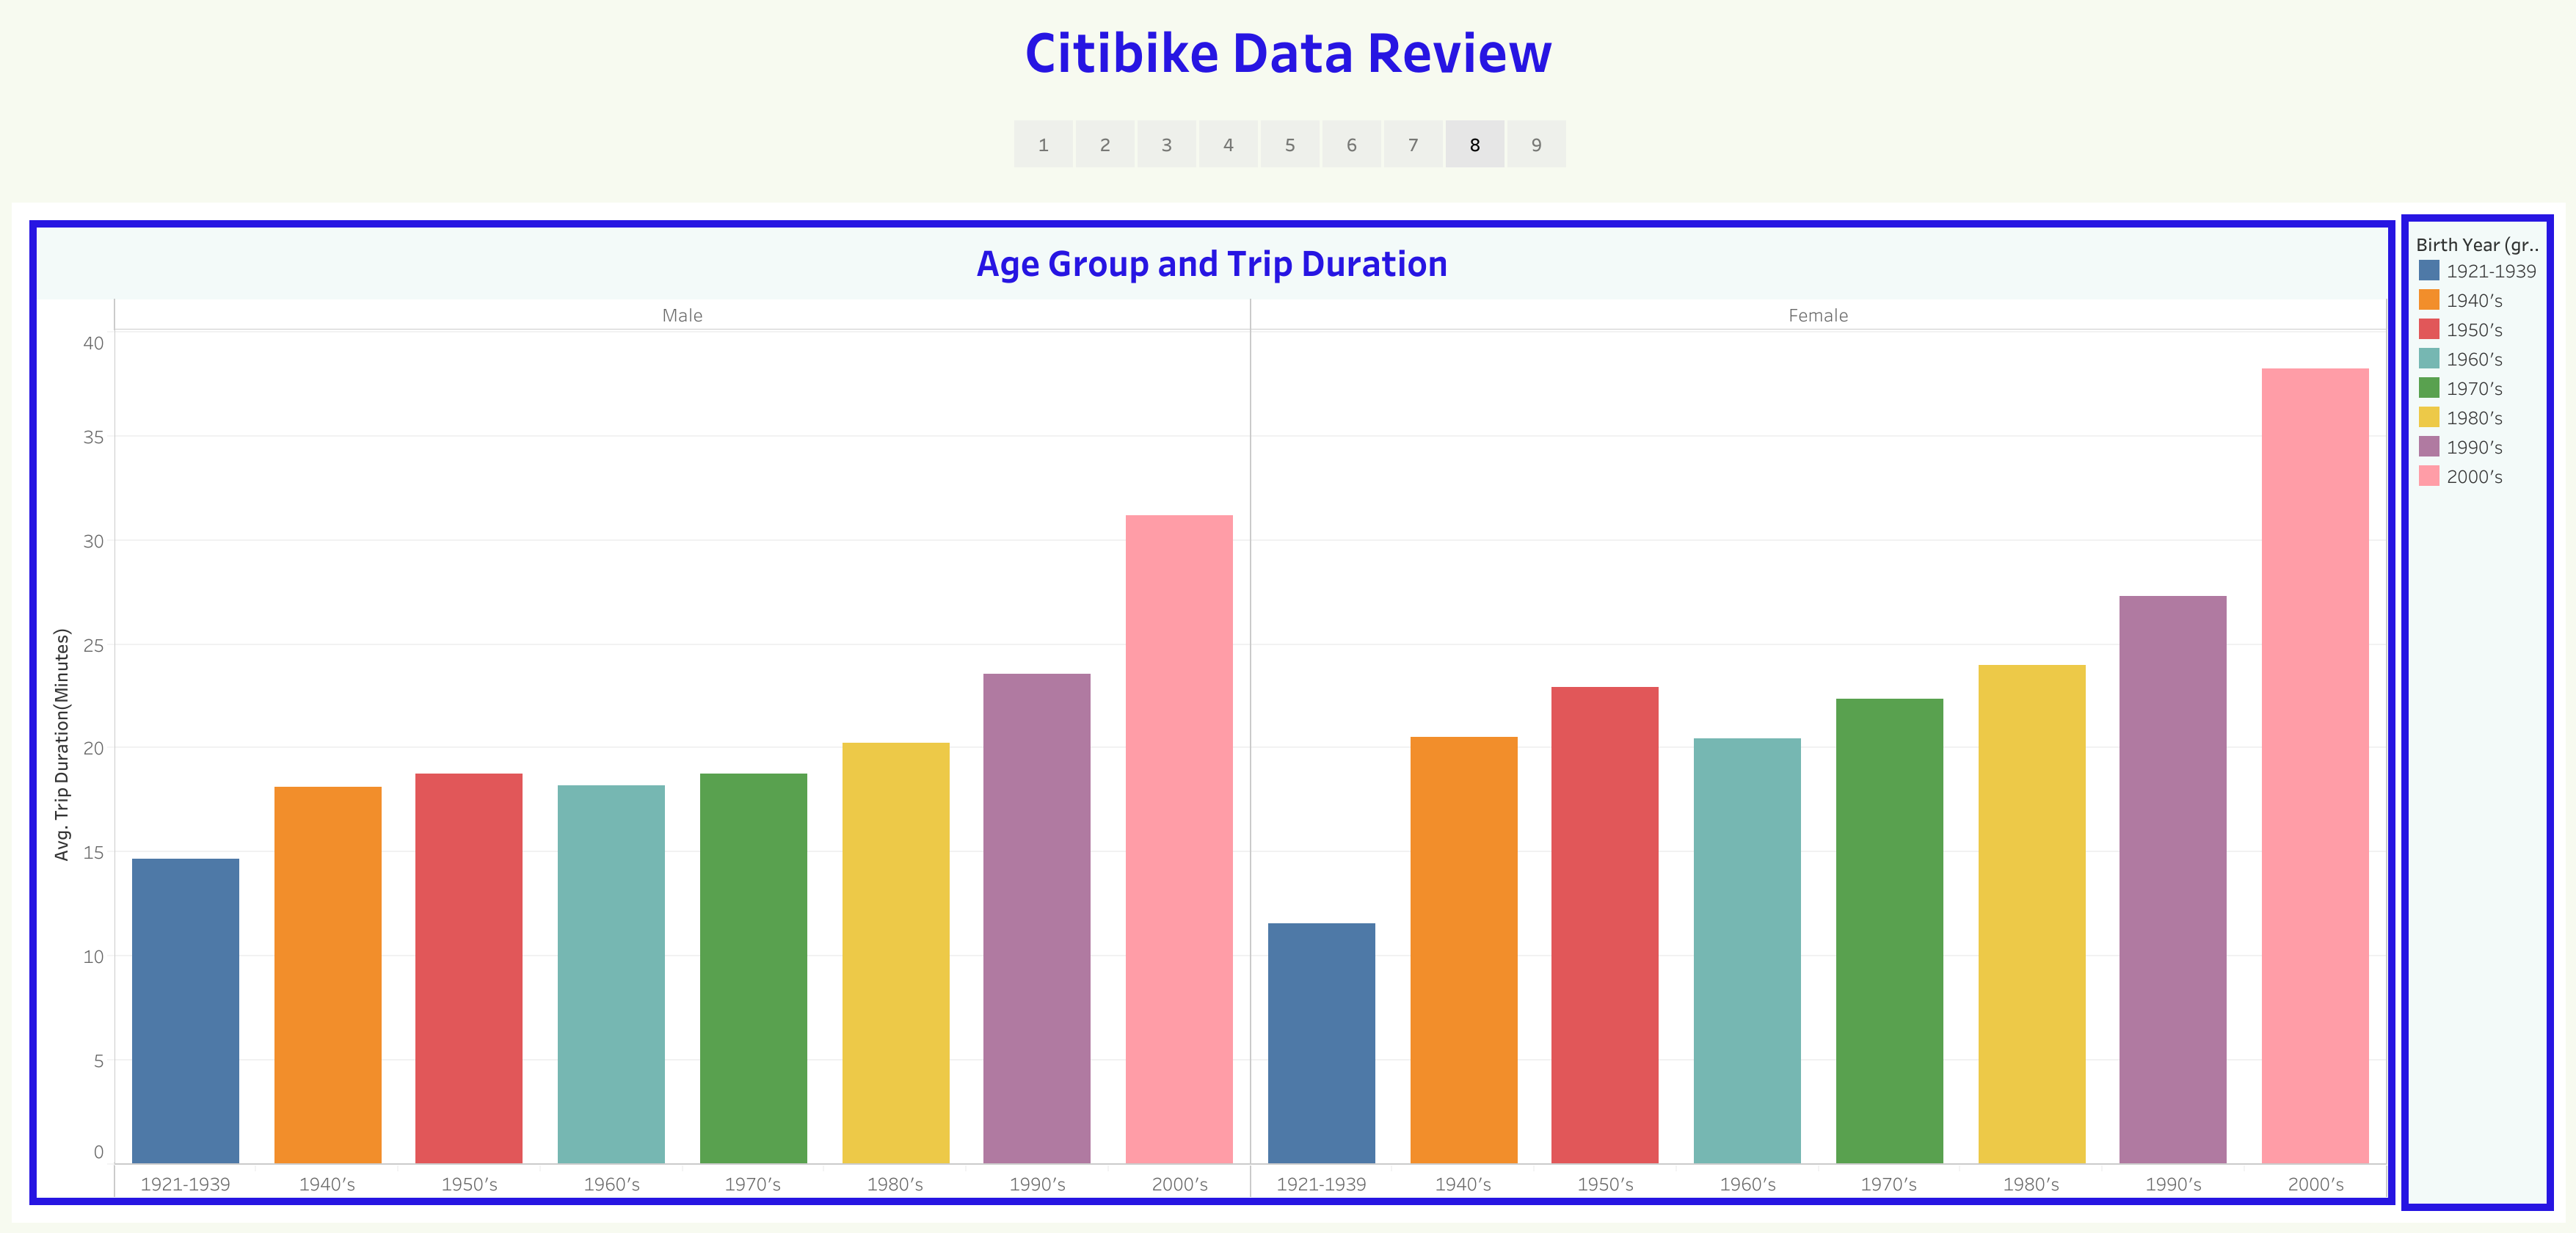 Citibike Data Review
1 2 3 4 5 6 7 8 9
Age Group and Trip Duration
Male Female
Avg. Trip Duration(Minutes)
40
35
30
25
20
15
10
5
0
1921-1939 1940's 1950's 1960's 1970's 1980's 1990's 2000's 1921-1939 1940's 1950's 1960's 1970's 1980's 1990's 2000's
Birth Year (gr..
1921-1939
1940's
1950's
1960's
1970's
1980's
1990's
2000's